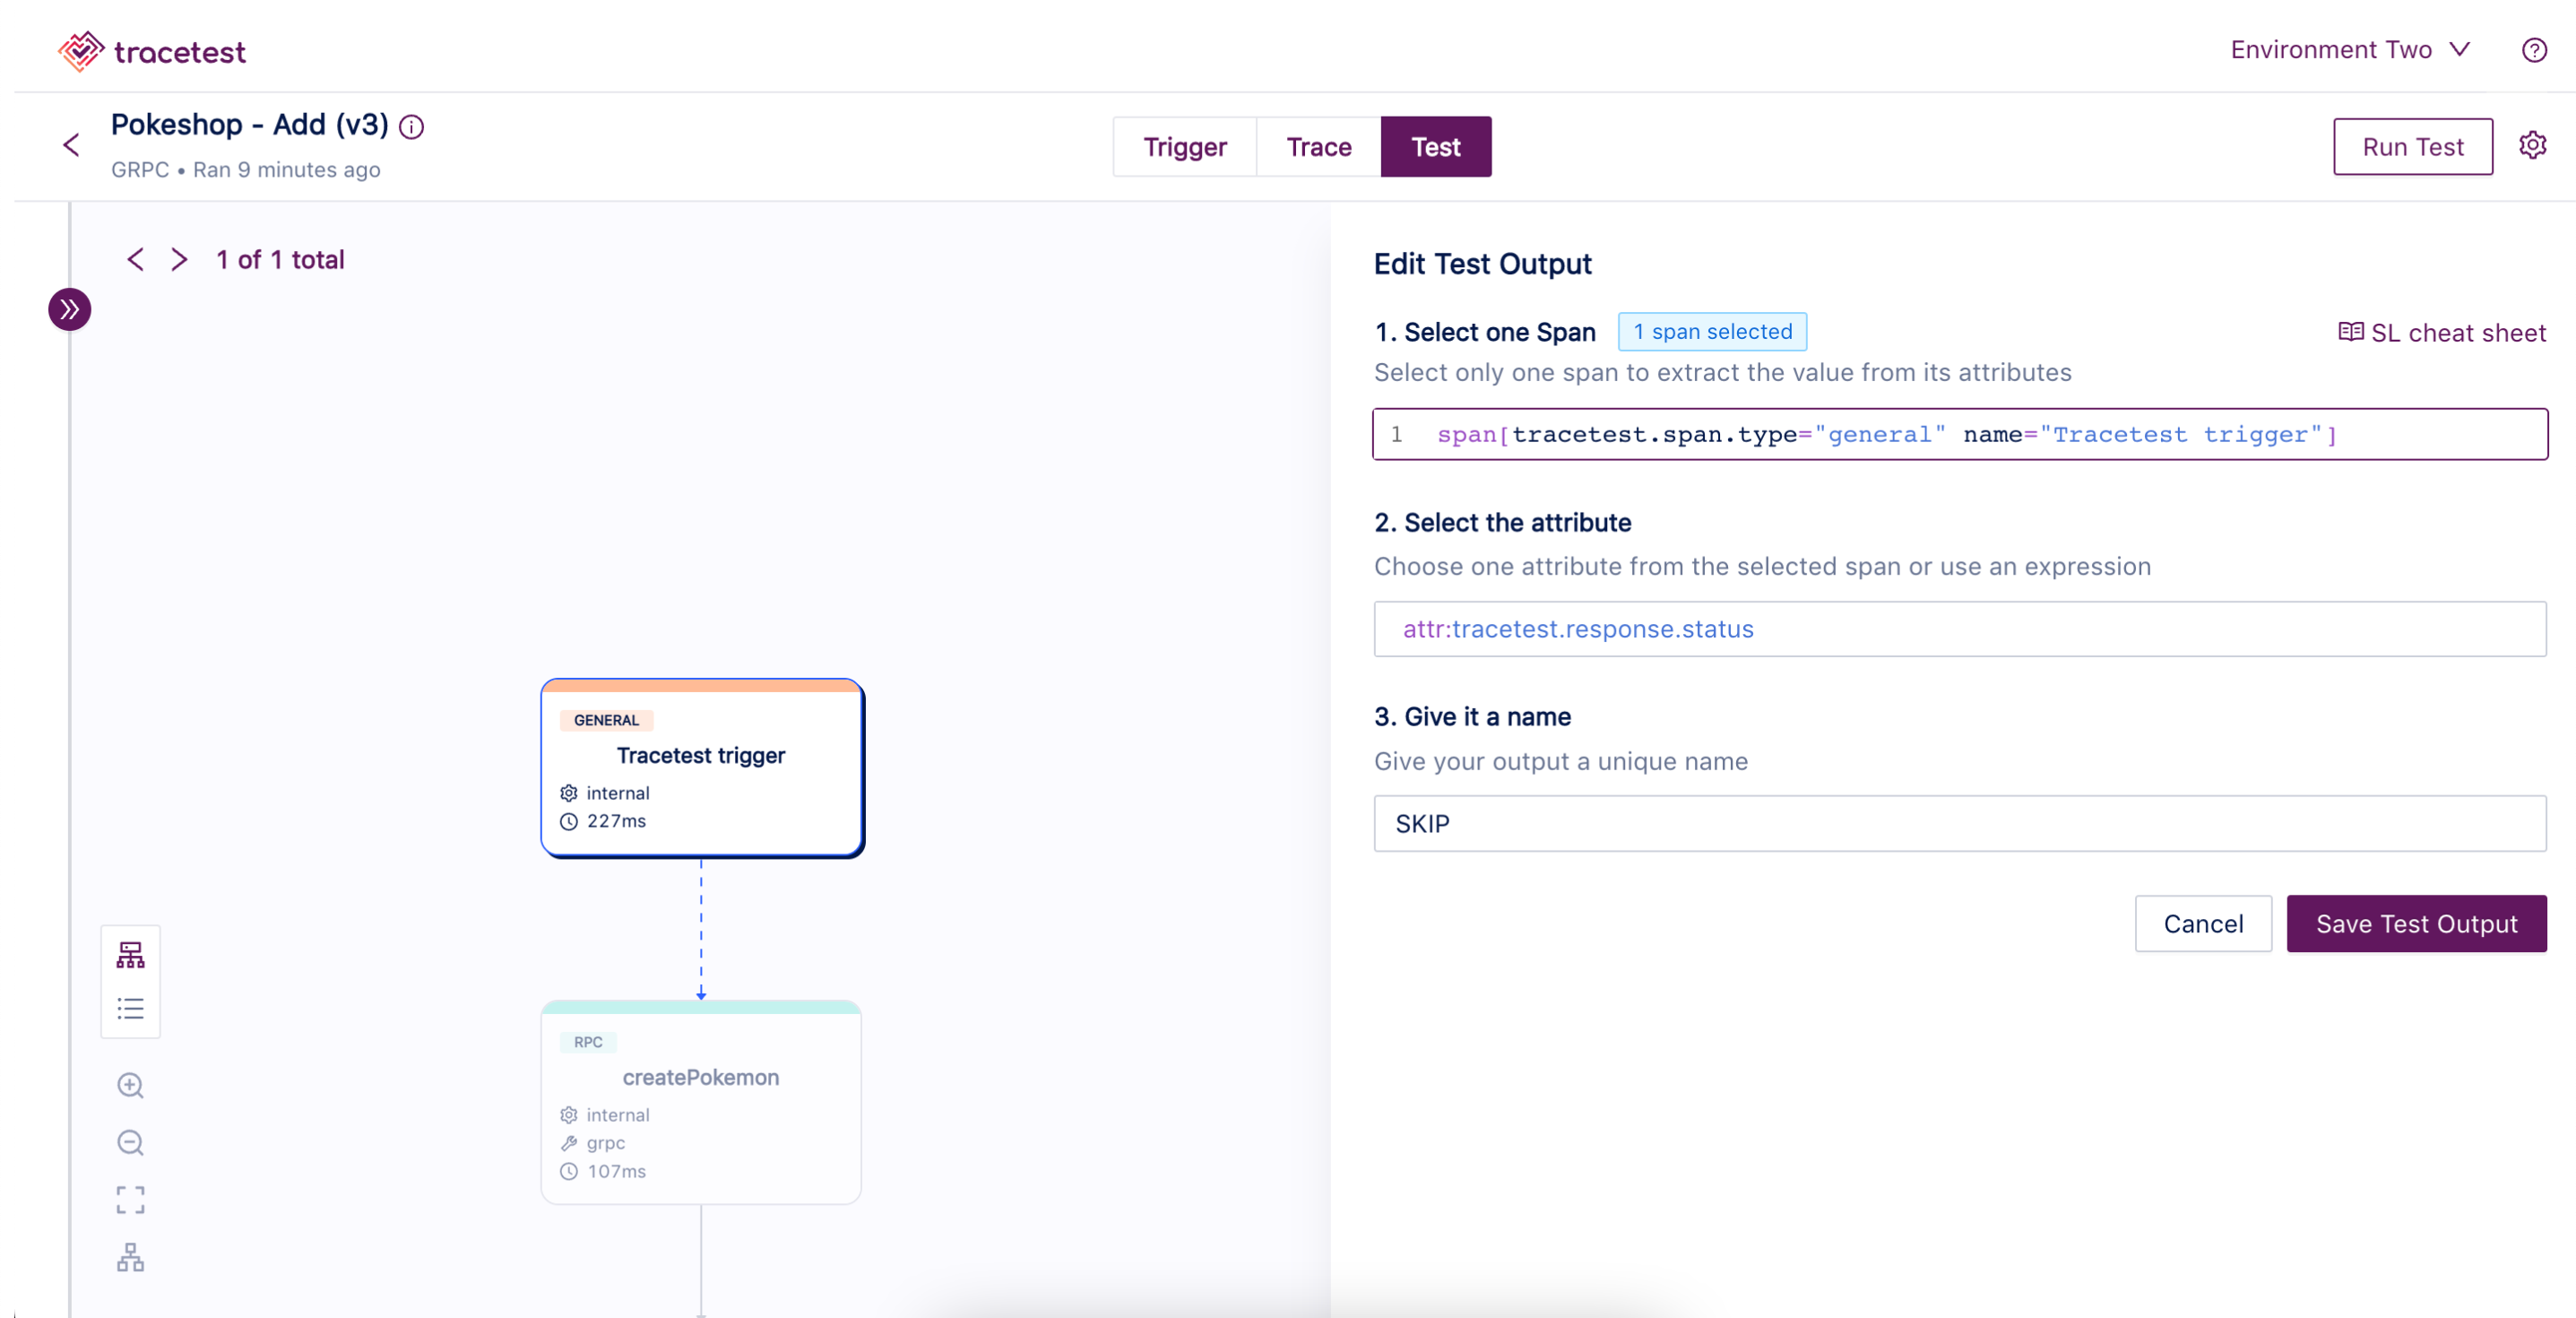 tracetest
Environment Two
Pokeshop - Add (v3)
GRPC • Ran 9 minutes ago
Trigger Trace Test
Run Test
1 of 1 total
GENERAL
Tracetest trigger
internal
227ms
RPC
createPokemon
internal
grpc
107ms
Edit Test Output
1. Select one Span 1 span selected SL cheat sheet
Select only one span to extract the value from its attributes
1 span[tracetest.span.type="general" name="Tracetest trigger"]
2. Select the attribute
Choose one attribute from the selected span or use an expression
attr:tracetest.response.status
3. Give it a name
Give your output a unique name
SKIP
Cancel Save Test Output